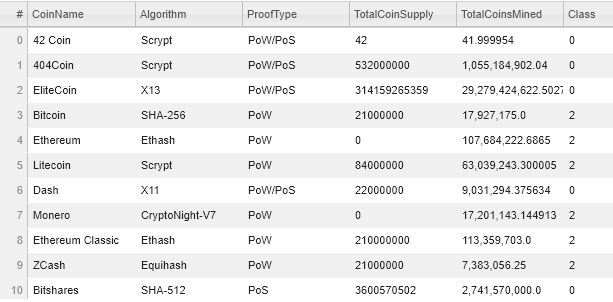 # CoinName Algorithm ProofType TotalCoinSupply TotalCoinsMined Class
0 42 Coin Scrypt PoW/PoS 42 41.999954 0
1 404Coin Scrypt PoW/PoS 532000000 1,055,184,902.04 0
2 EliteCoin X13 PoW/PoS 314159265359 29,279,424,622.5027 0
3 Bitcoin SHA-256 PoW 21000000 17,927,175.0 2
4 Ethereum Ethash PoW 0 107,684,222.6865 2
5 Litecoin Scrypt PoW 84000000 63,039,243.300005 2
6 Dash X11 PoW/PoS 22000000 9,031,294.375634 0
7 Monero CryptoNight-V7 PoW 0 17,201,143.144913 2
8 Ethereum Classic Ethash PoW 210000000 113,359,703.0 2
9 ZCash Equihash PoW 21000000 7,383,056.25 2
10 Bitshares SHA-512 PoS 3600570502 2,741,570,000.0 0